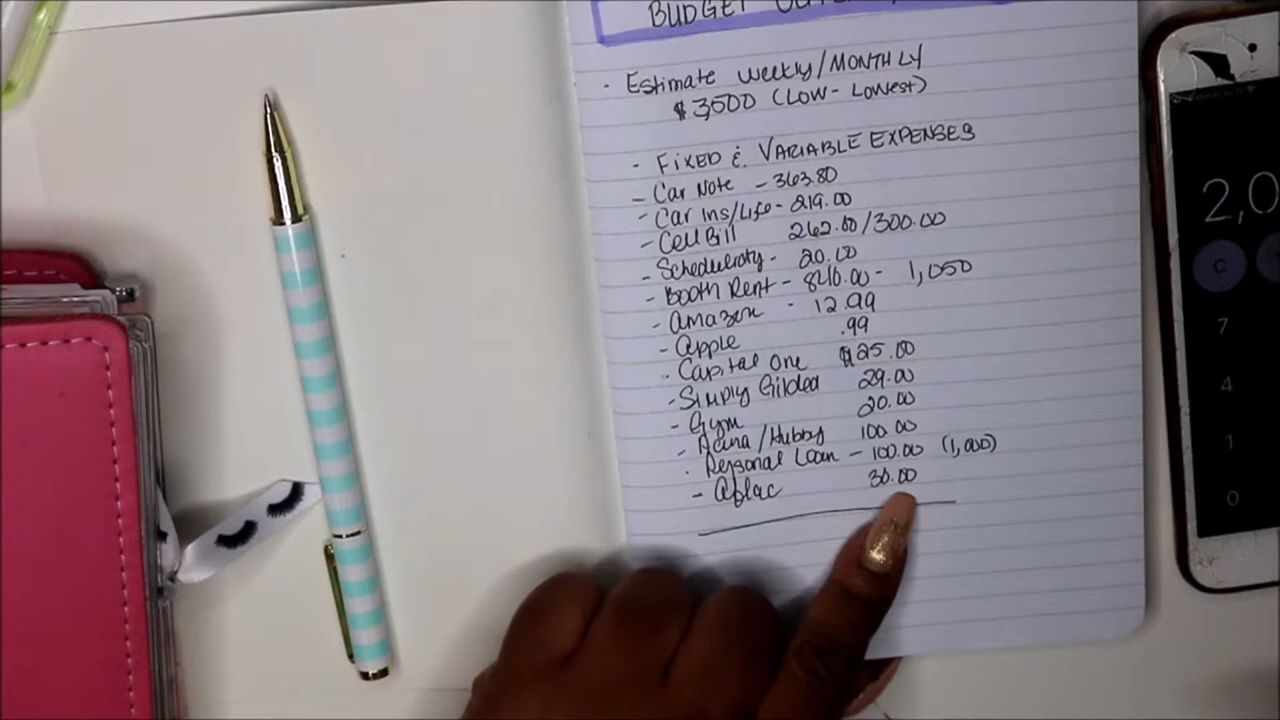 BUDGET
· Estimate weekly/MONTHLY
$3,500 (LOW - LOWEST)
- FIXED & VARIABLE EXPENSES
- Car Note - 363.80
- Car Ins/Life - 219.00
- Cell Bill 262.00/300.00
- Schedulicity - 20.00
- Booth Rent - 840.00 - 1,050
- Amazon - 12.99
- Apple .99
- Capital One $25.00
- Simply Gilded 29.00
- Gym 20.00
- /Hubby 100.00
- Personal Loan - 100.00 (1,000)
- Aflac 30.00
2,0
C
7
4
1
0